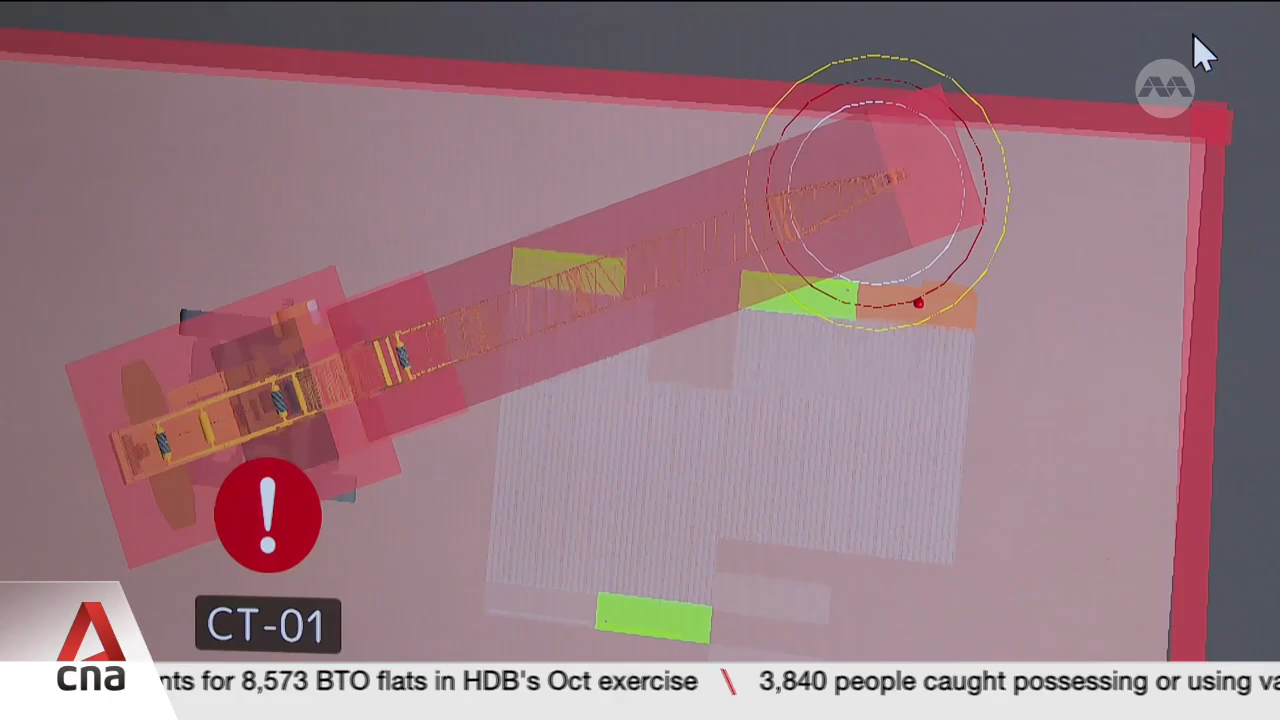 CT-01
cna
nts for 8,573 BTO flats in HDB's Oct exercise \ 3,840 people caught possessing or using va